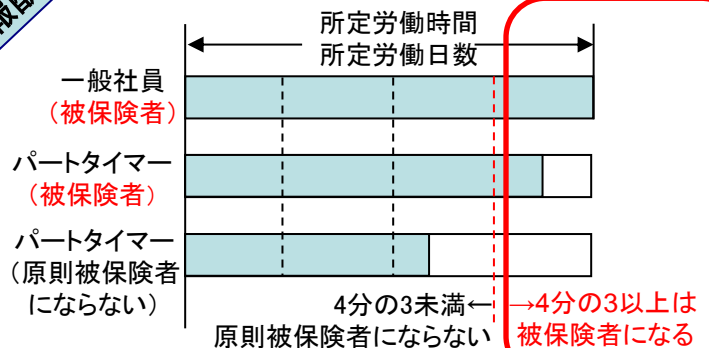 所定労働時間
所定労働日数
一般社員
（被保険者）
パートタイマー
（被保険者）
パートタイマー
（原則被保険者
にならない）
4分の3未満←
原則被保険者にならない
→4分の3以上は
被保険者になる